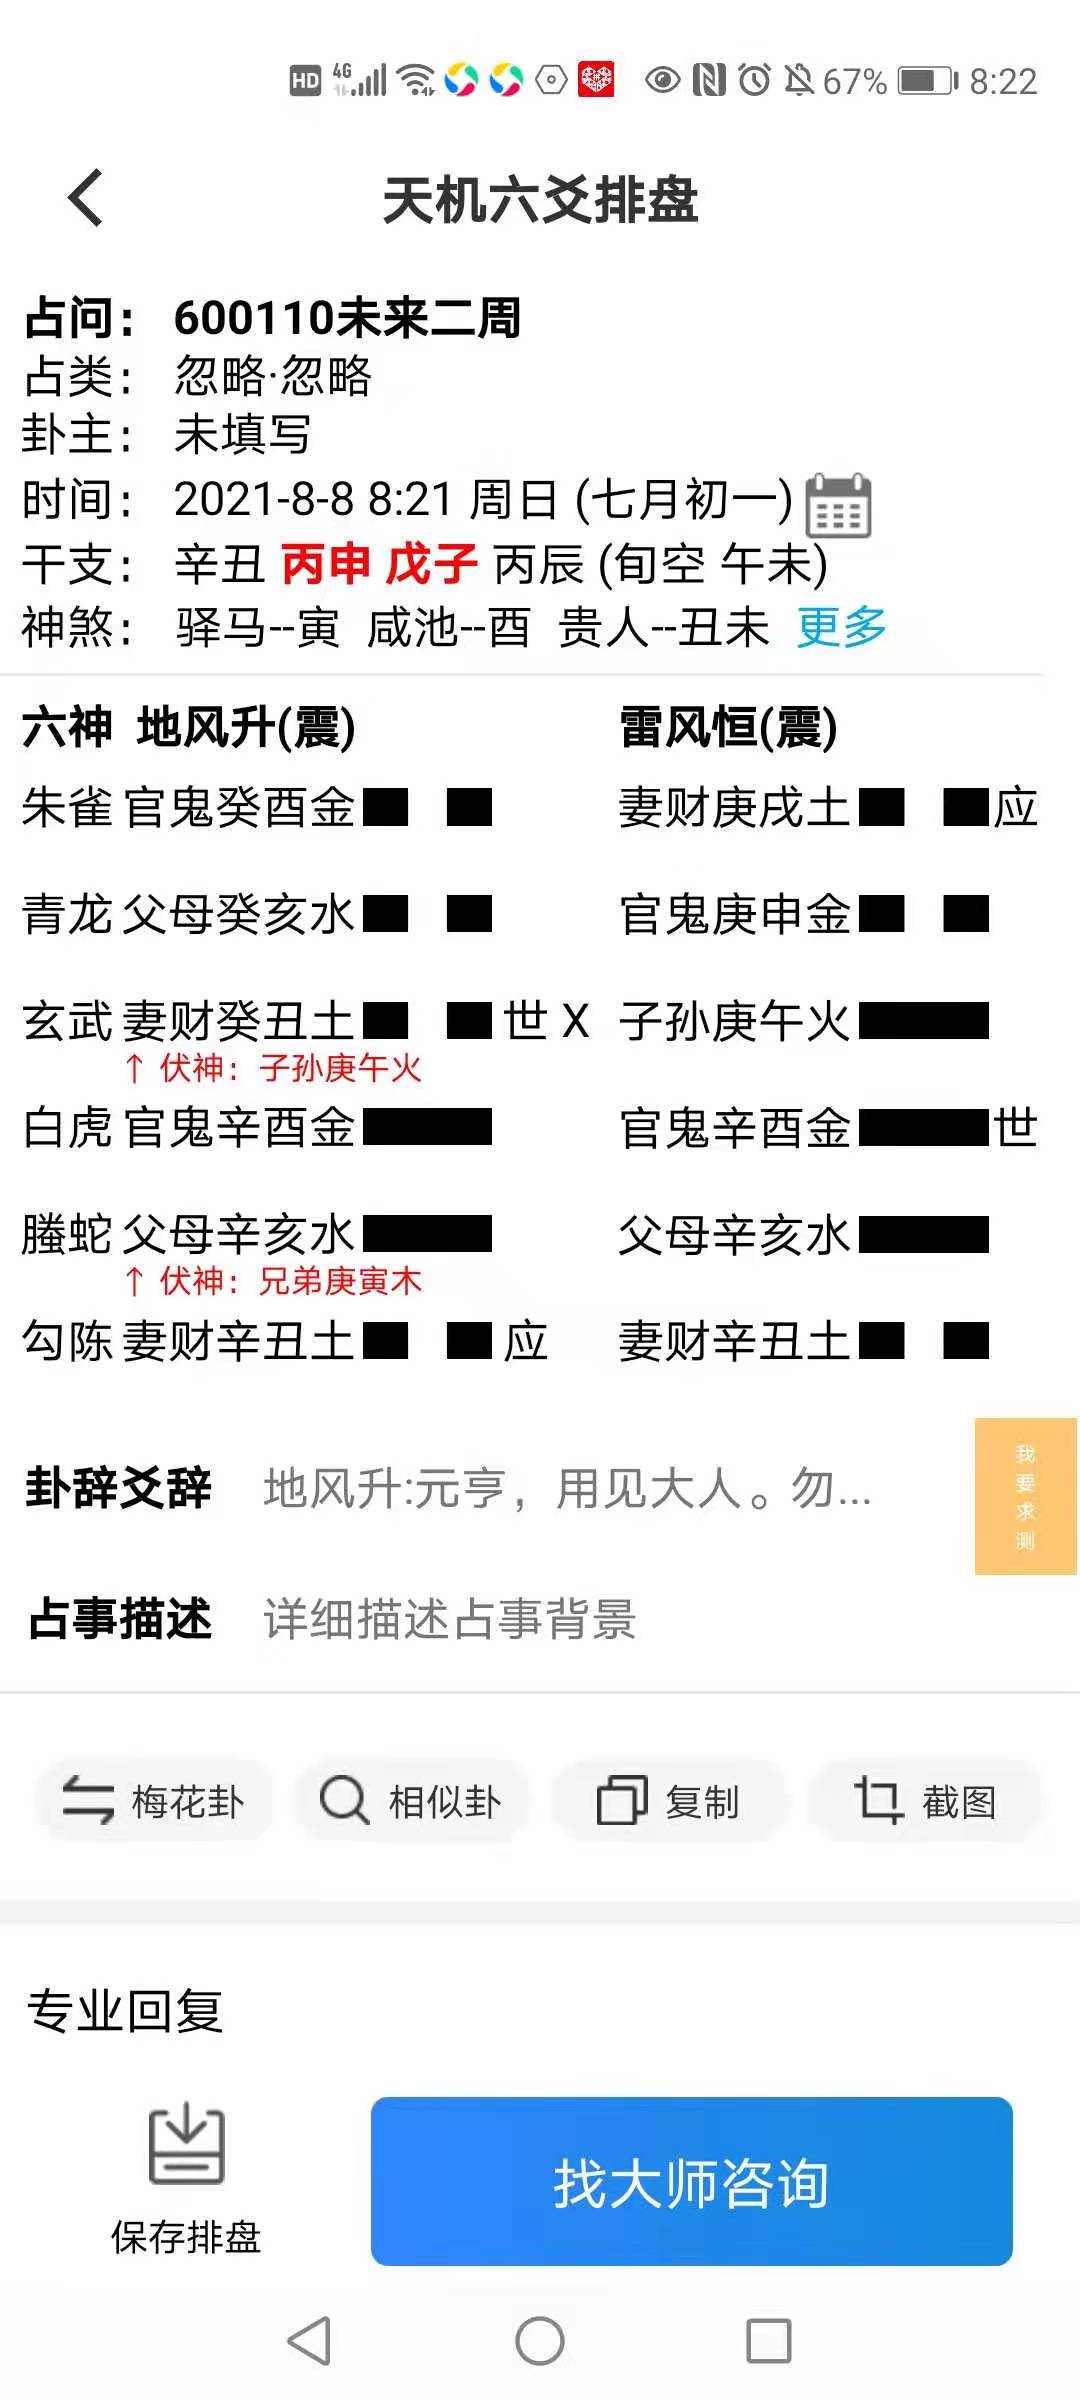 HD 4G 67% 8:22
天机六爻排盘
占问： 600110未来二周
占类： 忽略·忽略
卦主： 未填写
时间： 2021-8-8 8:21 周日 (七月初一)
干支： 辛丑 丙申 戊子 丙辰 (旬空 午未)
神煞： 驿马--寅 咸池--酉 贵人--丑未 更多
六神 地风升(震) 雷风恒(震)
朱雀 官鬼癸酉金 妻财庚戌土 应
青龙 父母癸亥水 官鬼庚申金
玄武 妻财癸丑土 世 X 子孙庚午火
↑ 伏神：子孙庚午火
白虎 官鬼辛酉金 官鬼辛酉金 世
螣蛇 父母辛亥水 父母辛亥水
↑ 伏神：兄弟庚寅木
勾陈 妻财辛丑土 应 妻财辛丑土
卦辞爻辞 地风升:元亨，用见大人。勿...
我要求测
占事描述 详细描述占事背景
梅花卦 相似卦 复制 截图
专业回复
保存排盘 找大师咨询